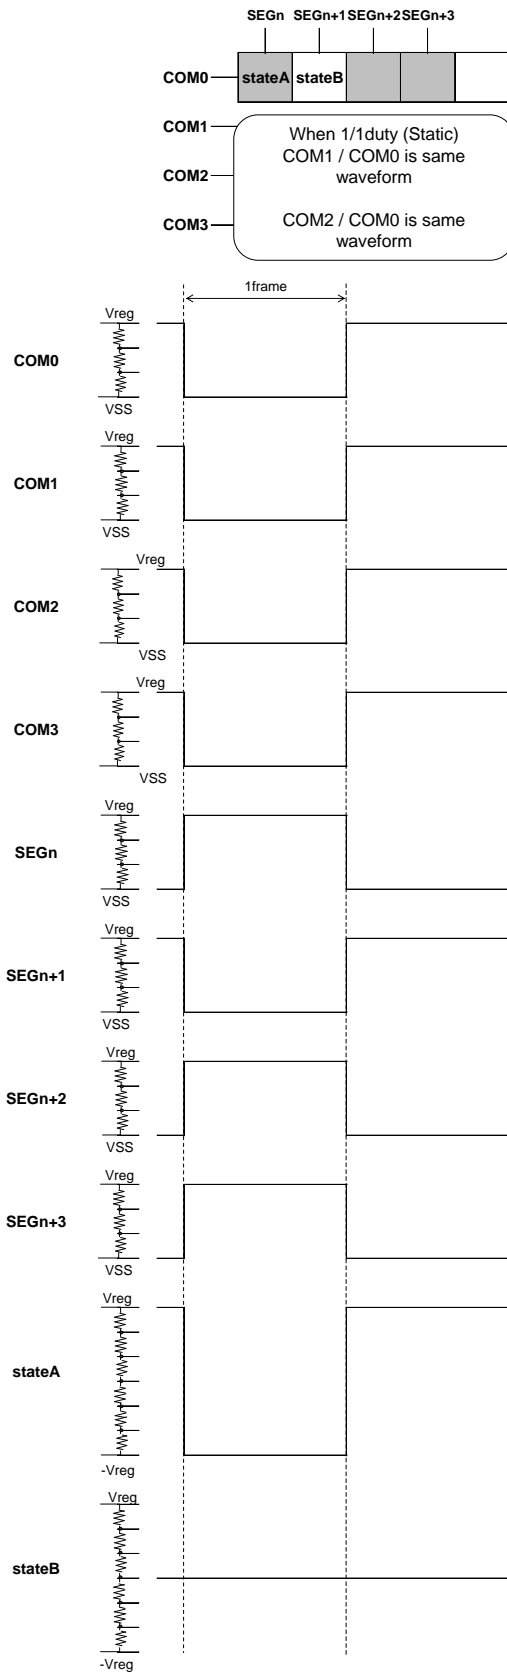 SEGn SEGn+1 SEGn+2 SEGn+3
COM0 stateA stateB
COM1
COM2
COM3
When 1/1duty (Static)
COM1 / COM0 is same
waveform
COM2 / COM0 is same
waveform
1frame
Vreg
COM0
VSS
Vreg
COM1
VSS
Vreg
COM2
VSS
Vreg
COM3
VSS
Vreg
SEGn
VSS
Vreg
SEGn+1
VSS
Vreg
SEGn+2
VSS
Vreg
SEGn+3
VSS
Vreg
stateA
-Vreg
Vreg
stateB
-Vreg